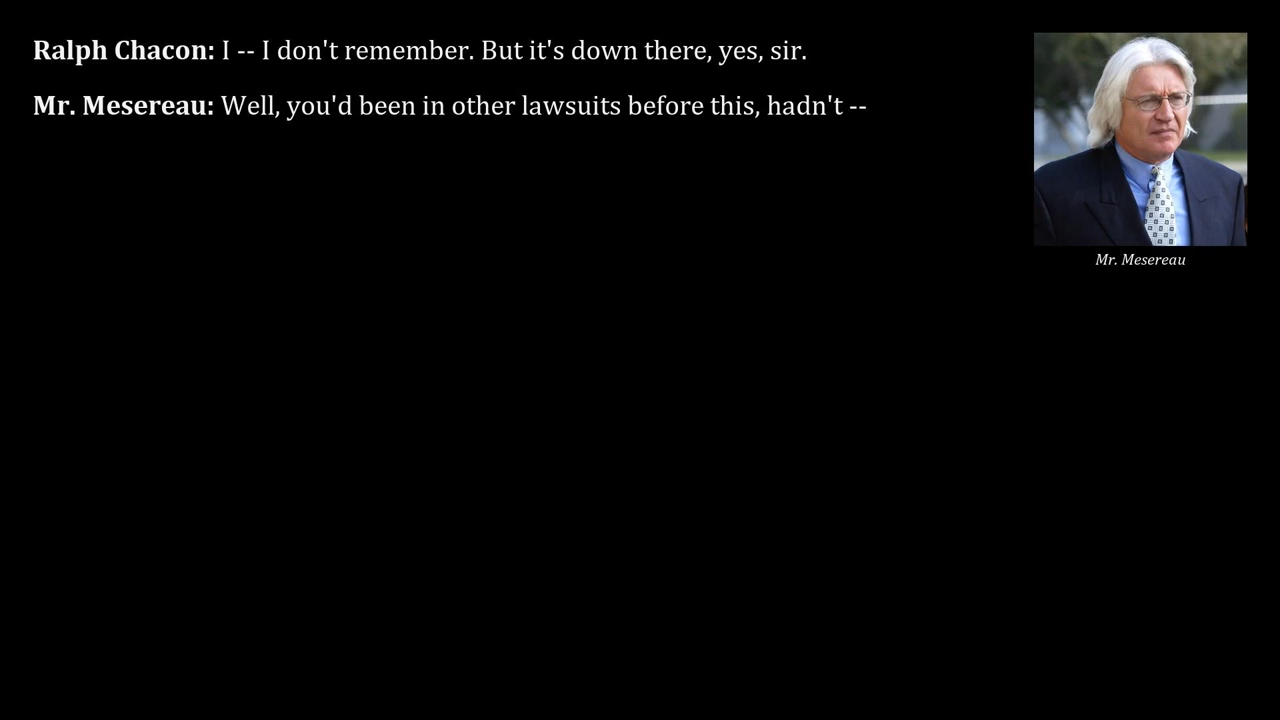 Ralph Chacon: I -- I don't remember. But it's down there, yes, sir.
Mr. Mesereau: Well, you'd been in other lawsuits before this, hadn't --
Mr. Mesereau